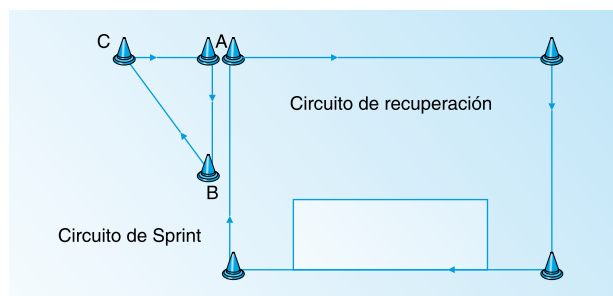 C
A
Circuito de recuperación
B
Circuito de Sprint